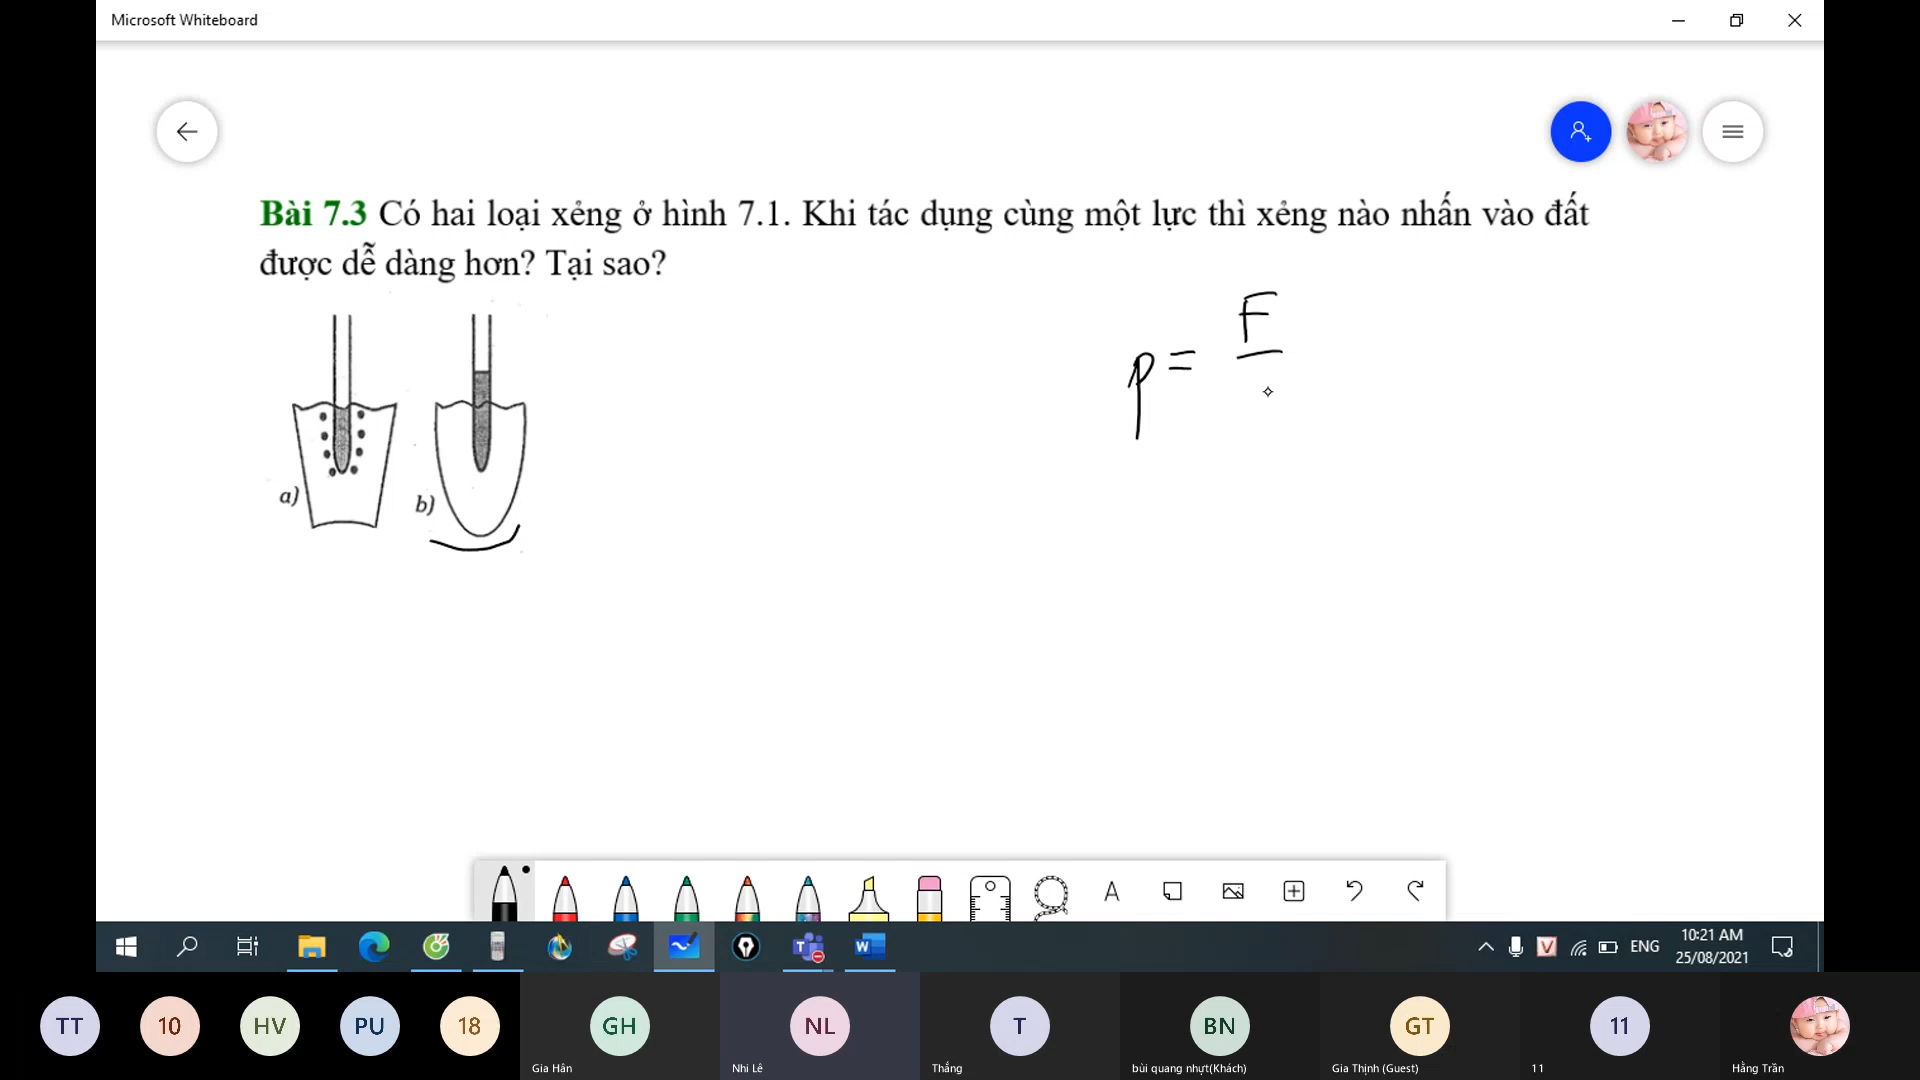 Microsoft Whiteboard
Bài 7.3 Có hai loại xẻng ở hình 7.1. Khi tác dụng cùng một lực thì xẻng nào nhấn vào đất
được dễ dàng hơn? Tại sao?
p = F
a)
b)
A
ENG
10:21 AM
25/08/2021
TT
10
HV
PU
18
GH
NL
T
BN
GT
11
Gia Hân
Nhi Lê
Thắng
bùi quang nhựt(Khách)
Gia Thịnh (Guest)
11
Hằng Trần